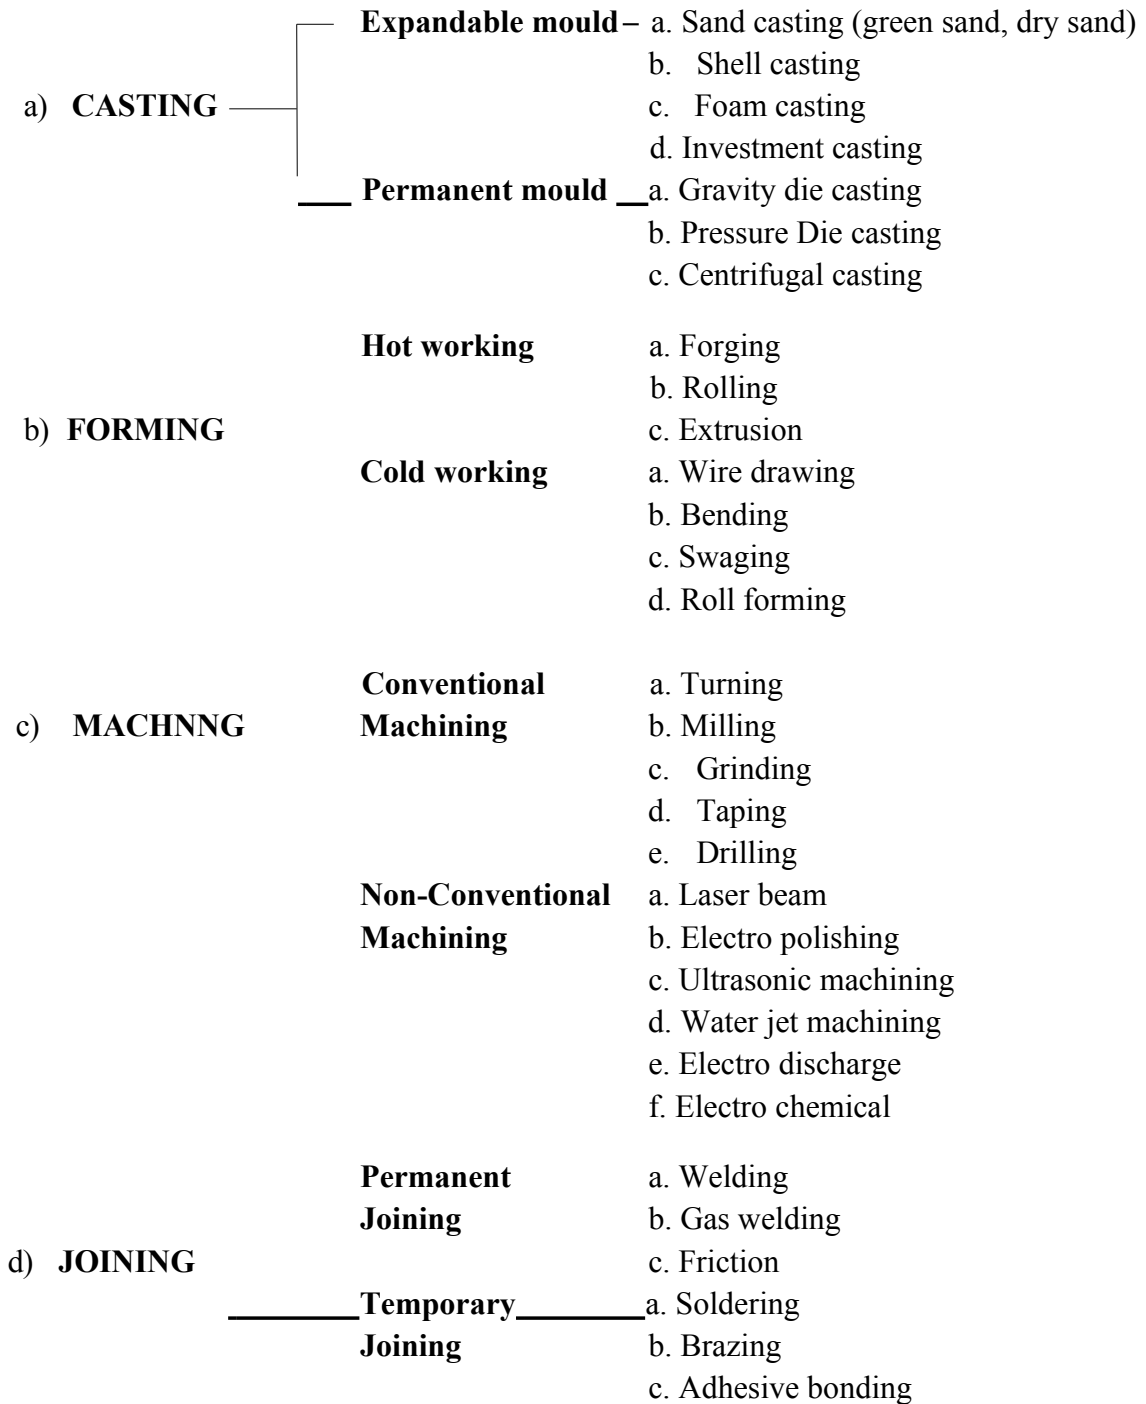 Expandable mould – a. Sand casting (green sand, dry sand)
b. Shell casting
a) CASTING c. Foam casting
d. Investment casting
Permanent mould a. Gravity die casting
b. Pressure Die casting
c. Centrifugal casting
Hot working a. Forging
b. Rolling
b) FORMING c. Extrusion
Cold working a. Wire drawing
b. Bending
c. Swaging
d. Roll forming
Conventional a. Turning
c) MACHNNG Machining b. Milling
c. Grinding
d. Taping
e. Drilling
Non-Conventional a. Laser beam
Machining b. Electro polishing
c. Ultrasonic machining
d. Water jet machining
e. Electro discharge
f. Electro chemical
Permanent a. Welding
Joining b. Gas welding
d) JOINING c. Friction
Temporary a. Soldering
Joining b. Brazing
c. Adhesive bonding